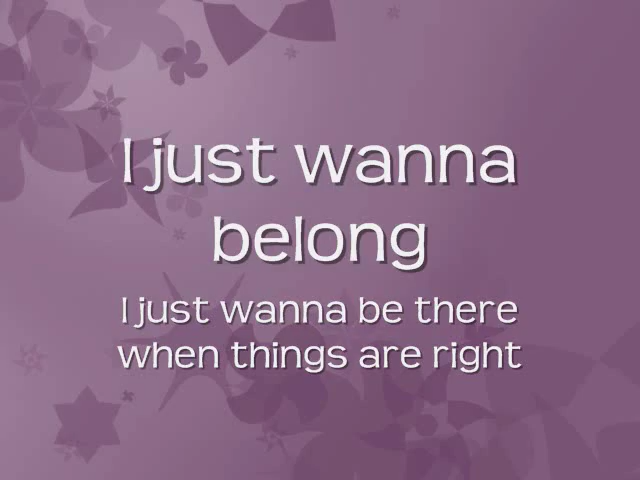 I just wanna
belong
I just wanna be there
when things are right